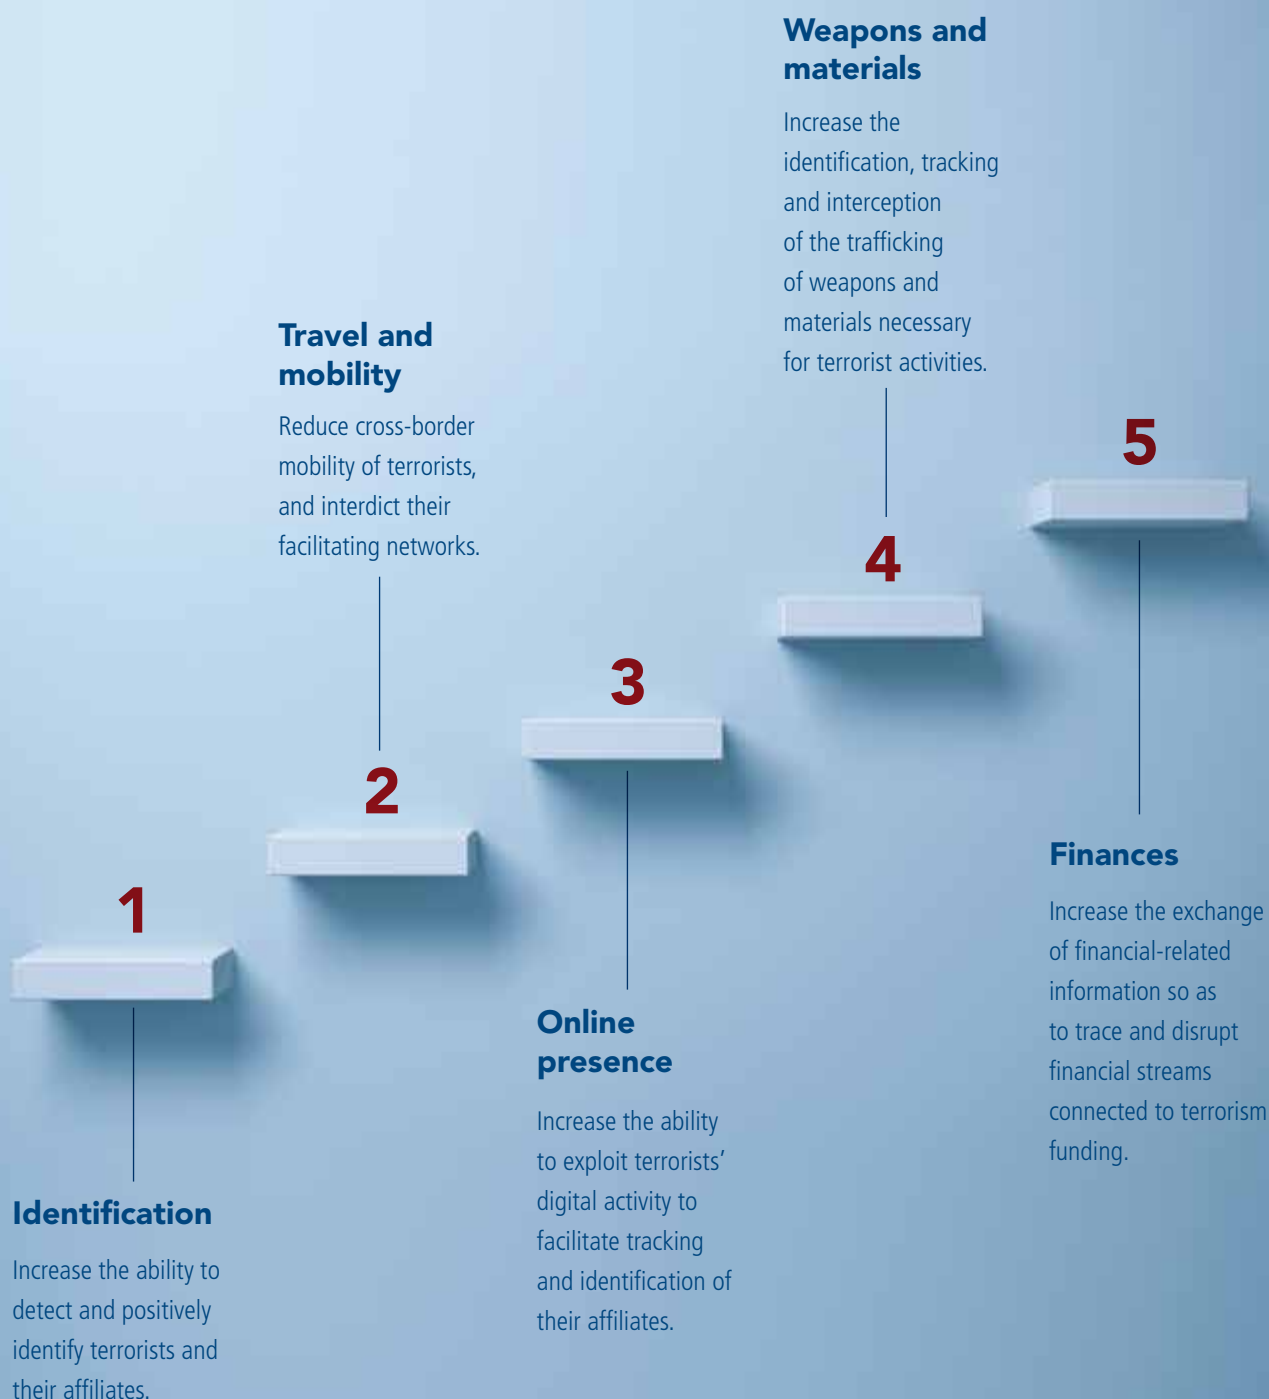 1
Identification
Increase the ability to
detect and positively
identify terrorists and
their affiliates.
Travel and
mobility
Reduce cross-border
mobility of terrorists,
and interdict their
facilitating networks.
2
3
Online
presence
Increase the ability
to exploit terrorists’
digital activity to
facilitate tracking
and identification of
their affiliates.
Weapons and
materials
Increase the
identification, tracking
and interception
of the trafficking
of weapons and
materials necessary
for terrorist activities.
4
5
Finances
Increase the exchange
of financial-related
information so as
to trace and disrupt
financial streams
connected to terrorism
funding.